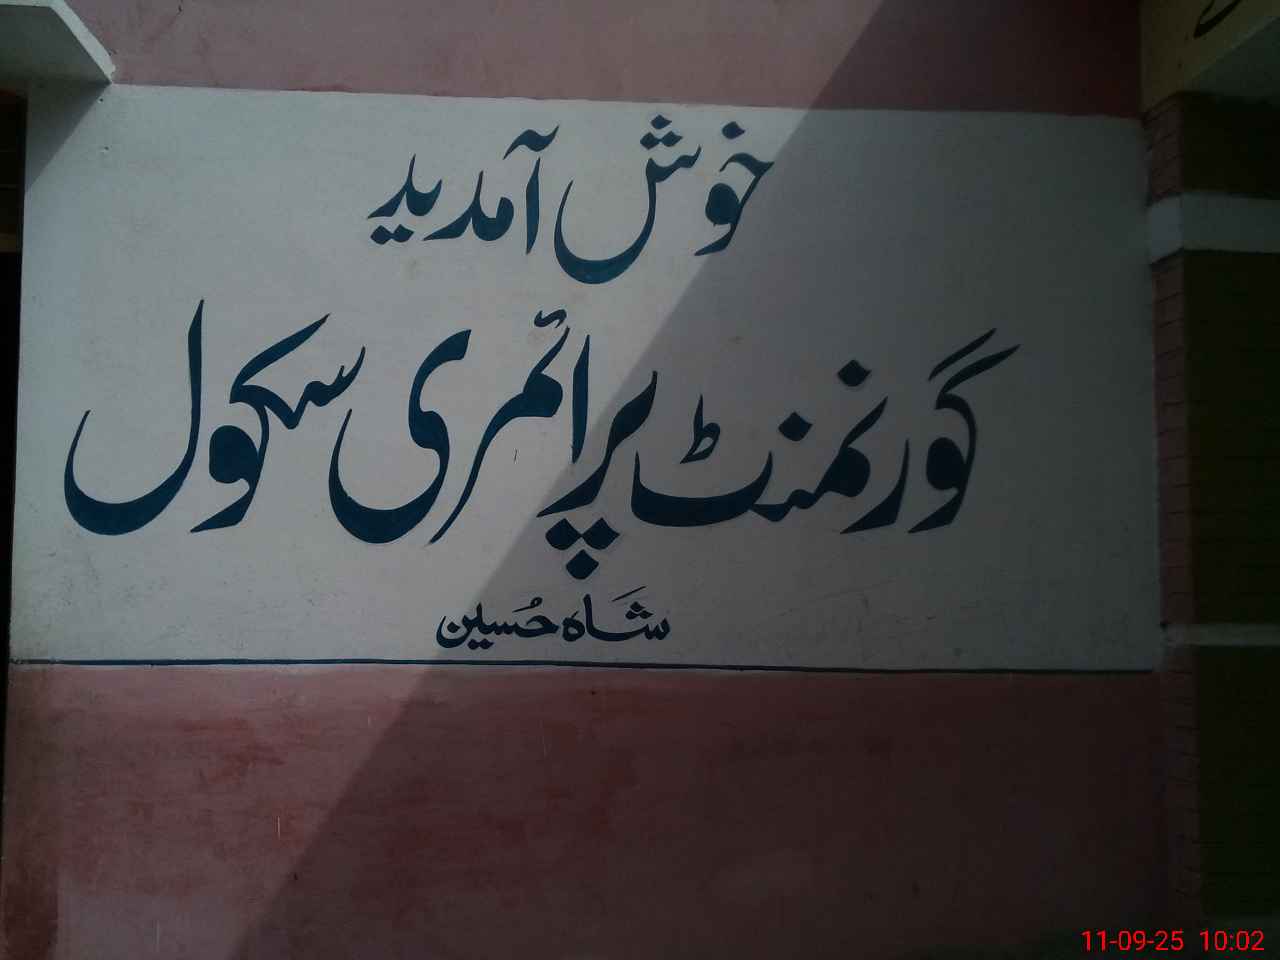 خوش آمدید
گورنمنٹ پرائمری سکول
شاہ حُسین
11-09-25 10:02